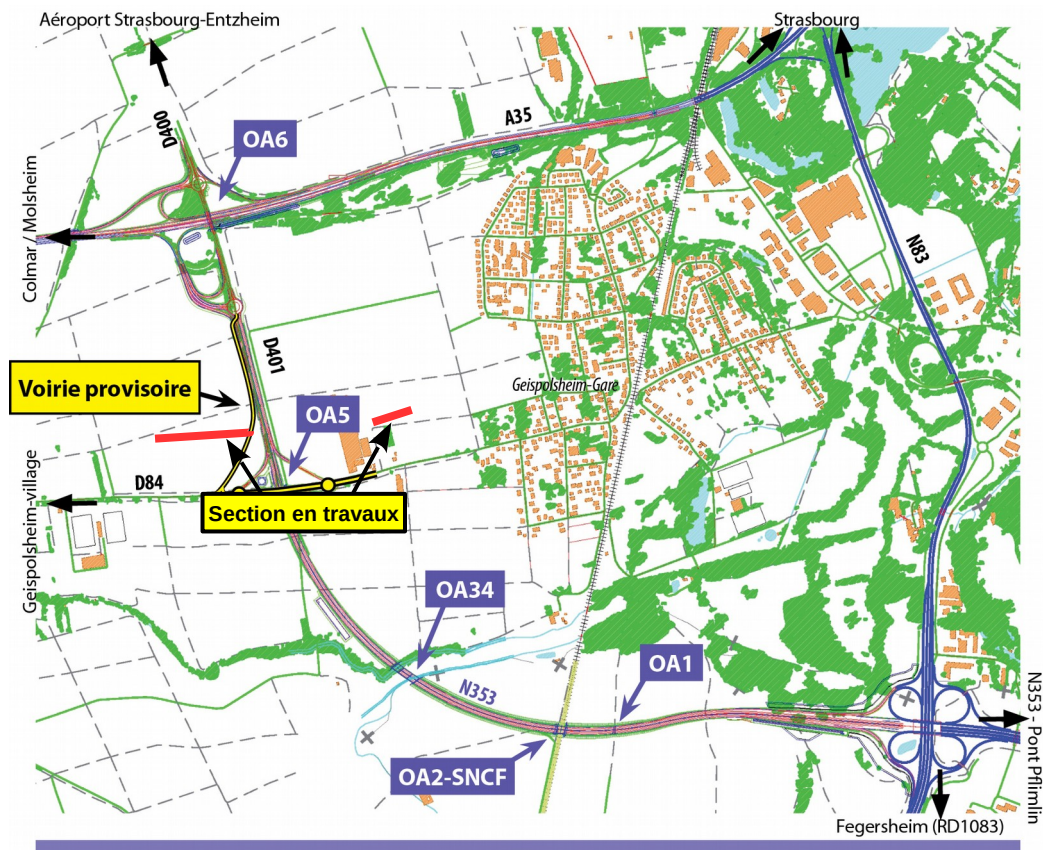 Aéroport Strasbourg-Entzheim
Strasbourg
D400
OA6
A35
Colmar / Molsheim
N83
D401
Voirie provisoire
Geispolsheim-Gare
OA5
D84
Section en travaux
Geispolsheim-village
OA34
OA1
N353
N353 - Pont Pflimlin
OA2-SNCF
Fegersheim (RD1083)